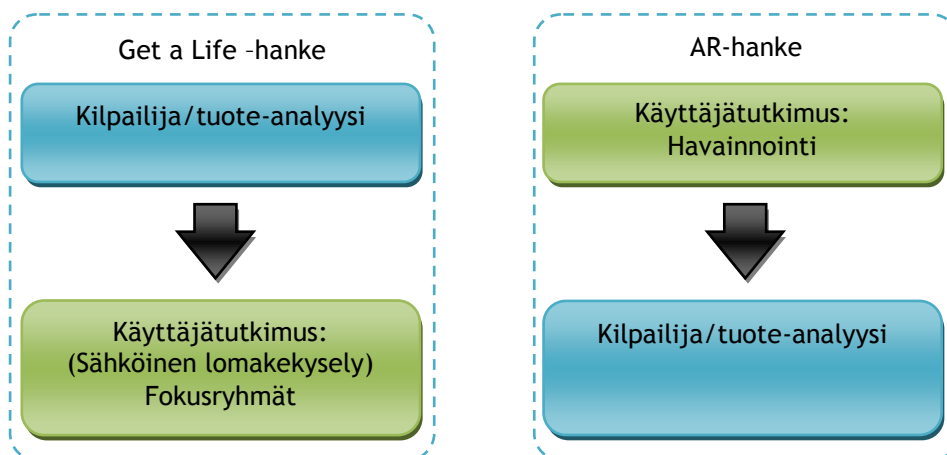 Get a Life –hanke
Kilpailija/tuote-analyysi
Käyttäjätutkimus:
(Sähköinen lomakekysely)
Fokusryhmät
AR-hanke
Käyttäjätutkimus:
Havainnointi
Kilpailija/tuote-analyysi